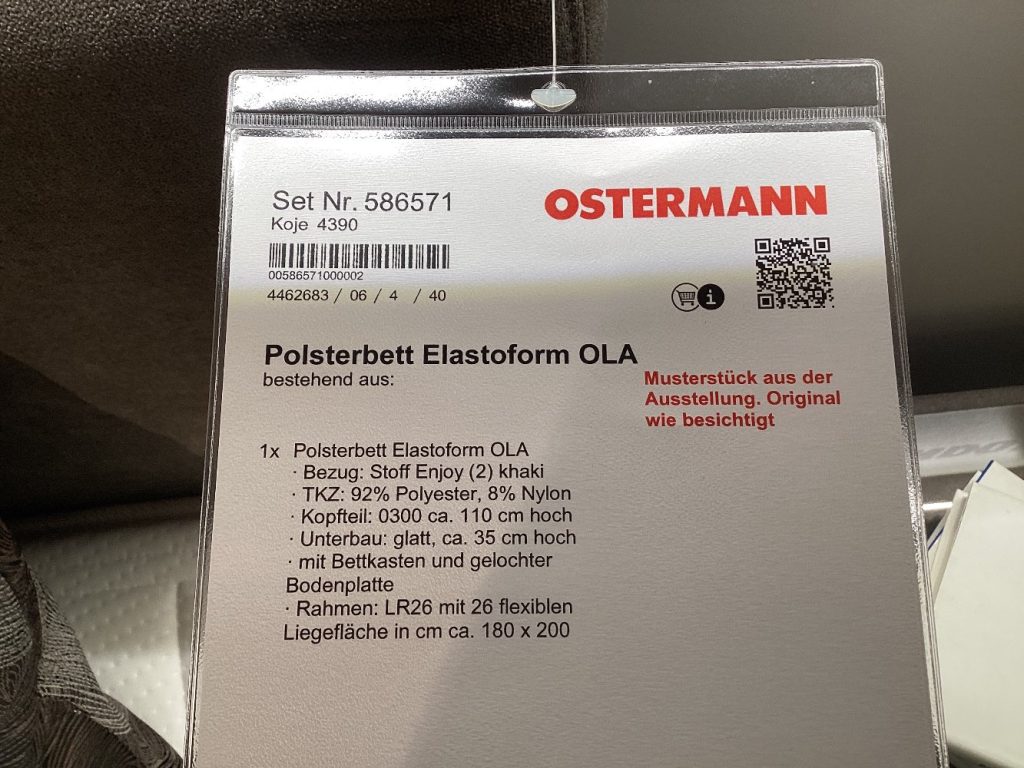 Set Nr. 586571
OSTERMANN
Koje 4390
00586571000002
4462683 / 06 / 4 / 40
i
Polsterbett Elastoform OLA
bestehend aus:
Musterstück aus der
Ausstellung. Original
wie besichtigt
1x Polsterbett Elastoform OLA
· Bezug: Stoff Enjoy (2) khaki
· TKZ: 92% Polyester, 8% Nylon
· Kopfteil: 0300 ca. 110 cm hoch
· Unterbau: glatt, ca. 35 cm hoch
· mit Bettkasten und gelochter
Bodenplatte
· Rahmen: LR26 mit 26 flexiblen
Liegefläche in cm ca. 180 x 200